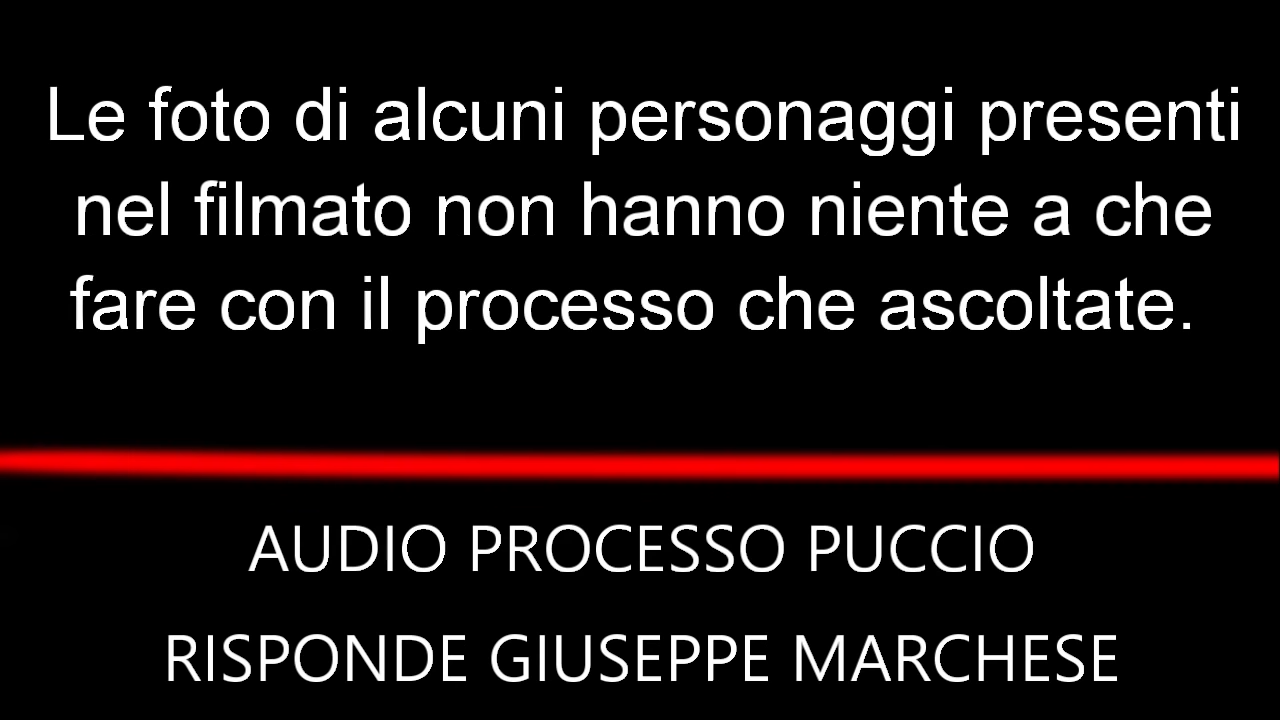 Le foto di alcuni personaggi presenti
nel filmato non hanno niente a che
fare con il processo che ascoltate.
AUDIO PROCESSO PUCCIO
RISPONDE GIUSEPPE MARCHESE